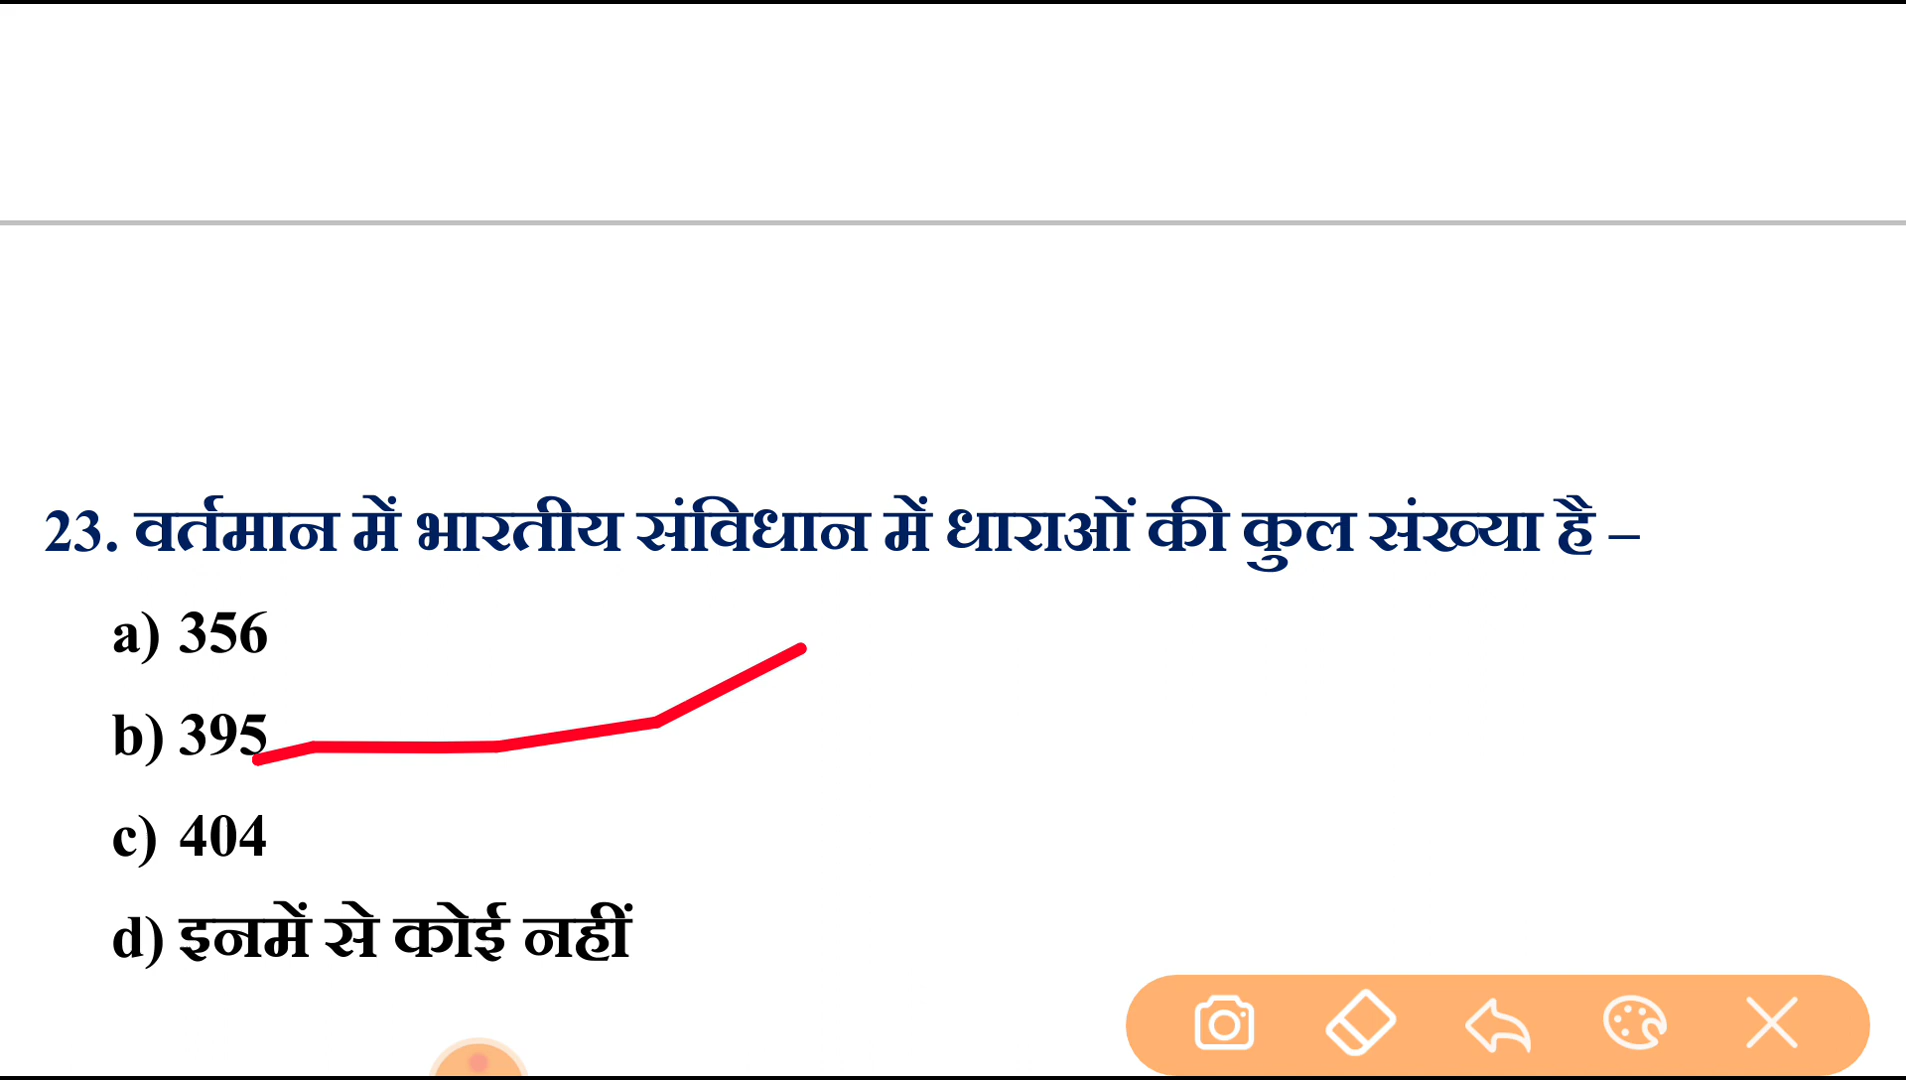 23. वर्तमान में भारतीय संविधान में धाराओं की कुल संख्या है –
a) 356
b) 395
c) 404
d) इनमें से कोई नहीं